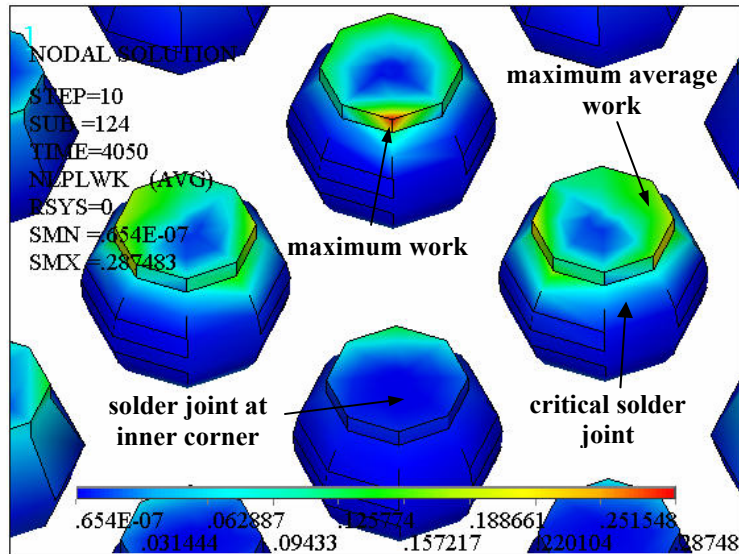 1
NODAL SOLUTION
STEP=10
SUB =124
TIME=4050
NLPLWK (AVG)
RSYS=0
SMN =.654E-07
SMX =.287483
maximum average
work
maximum work
solder joint at
inner corner
critical solder
joint
.654E-07 .062887 .125774 .188661 .251548
.031444 .09433 .157217 .220104 .28748